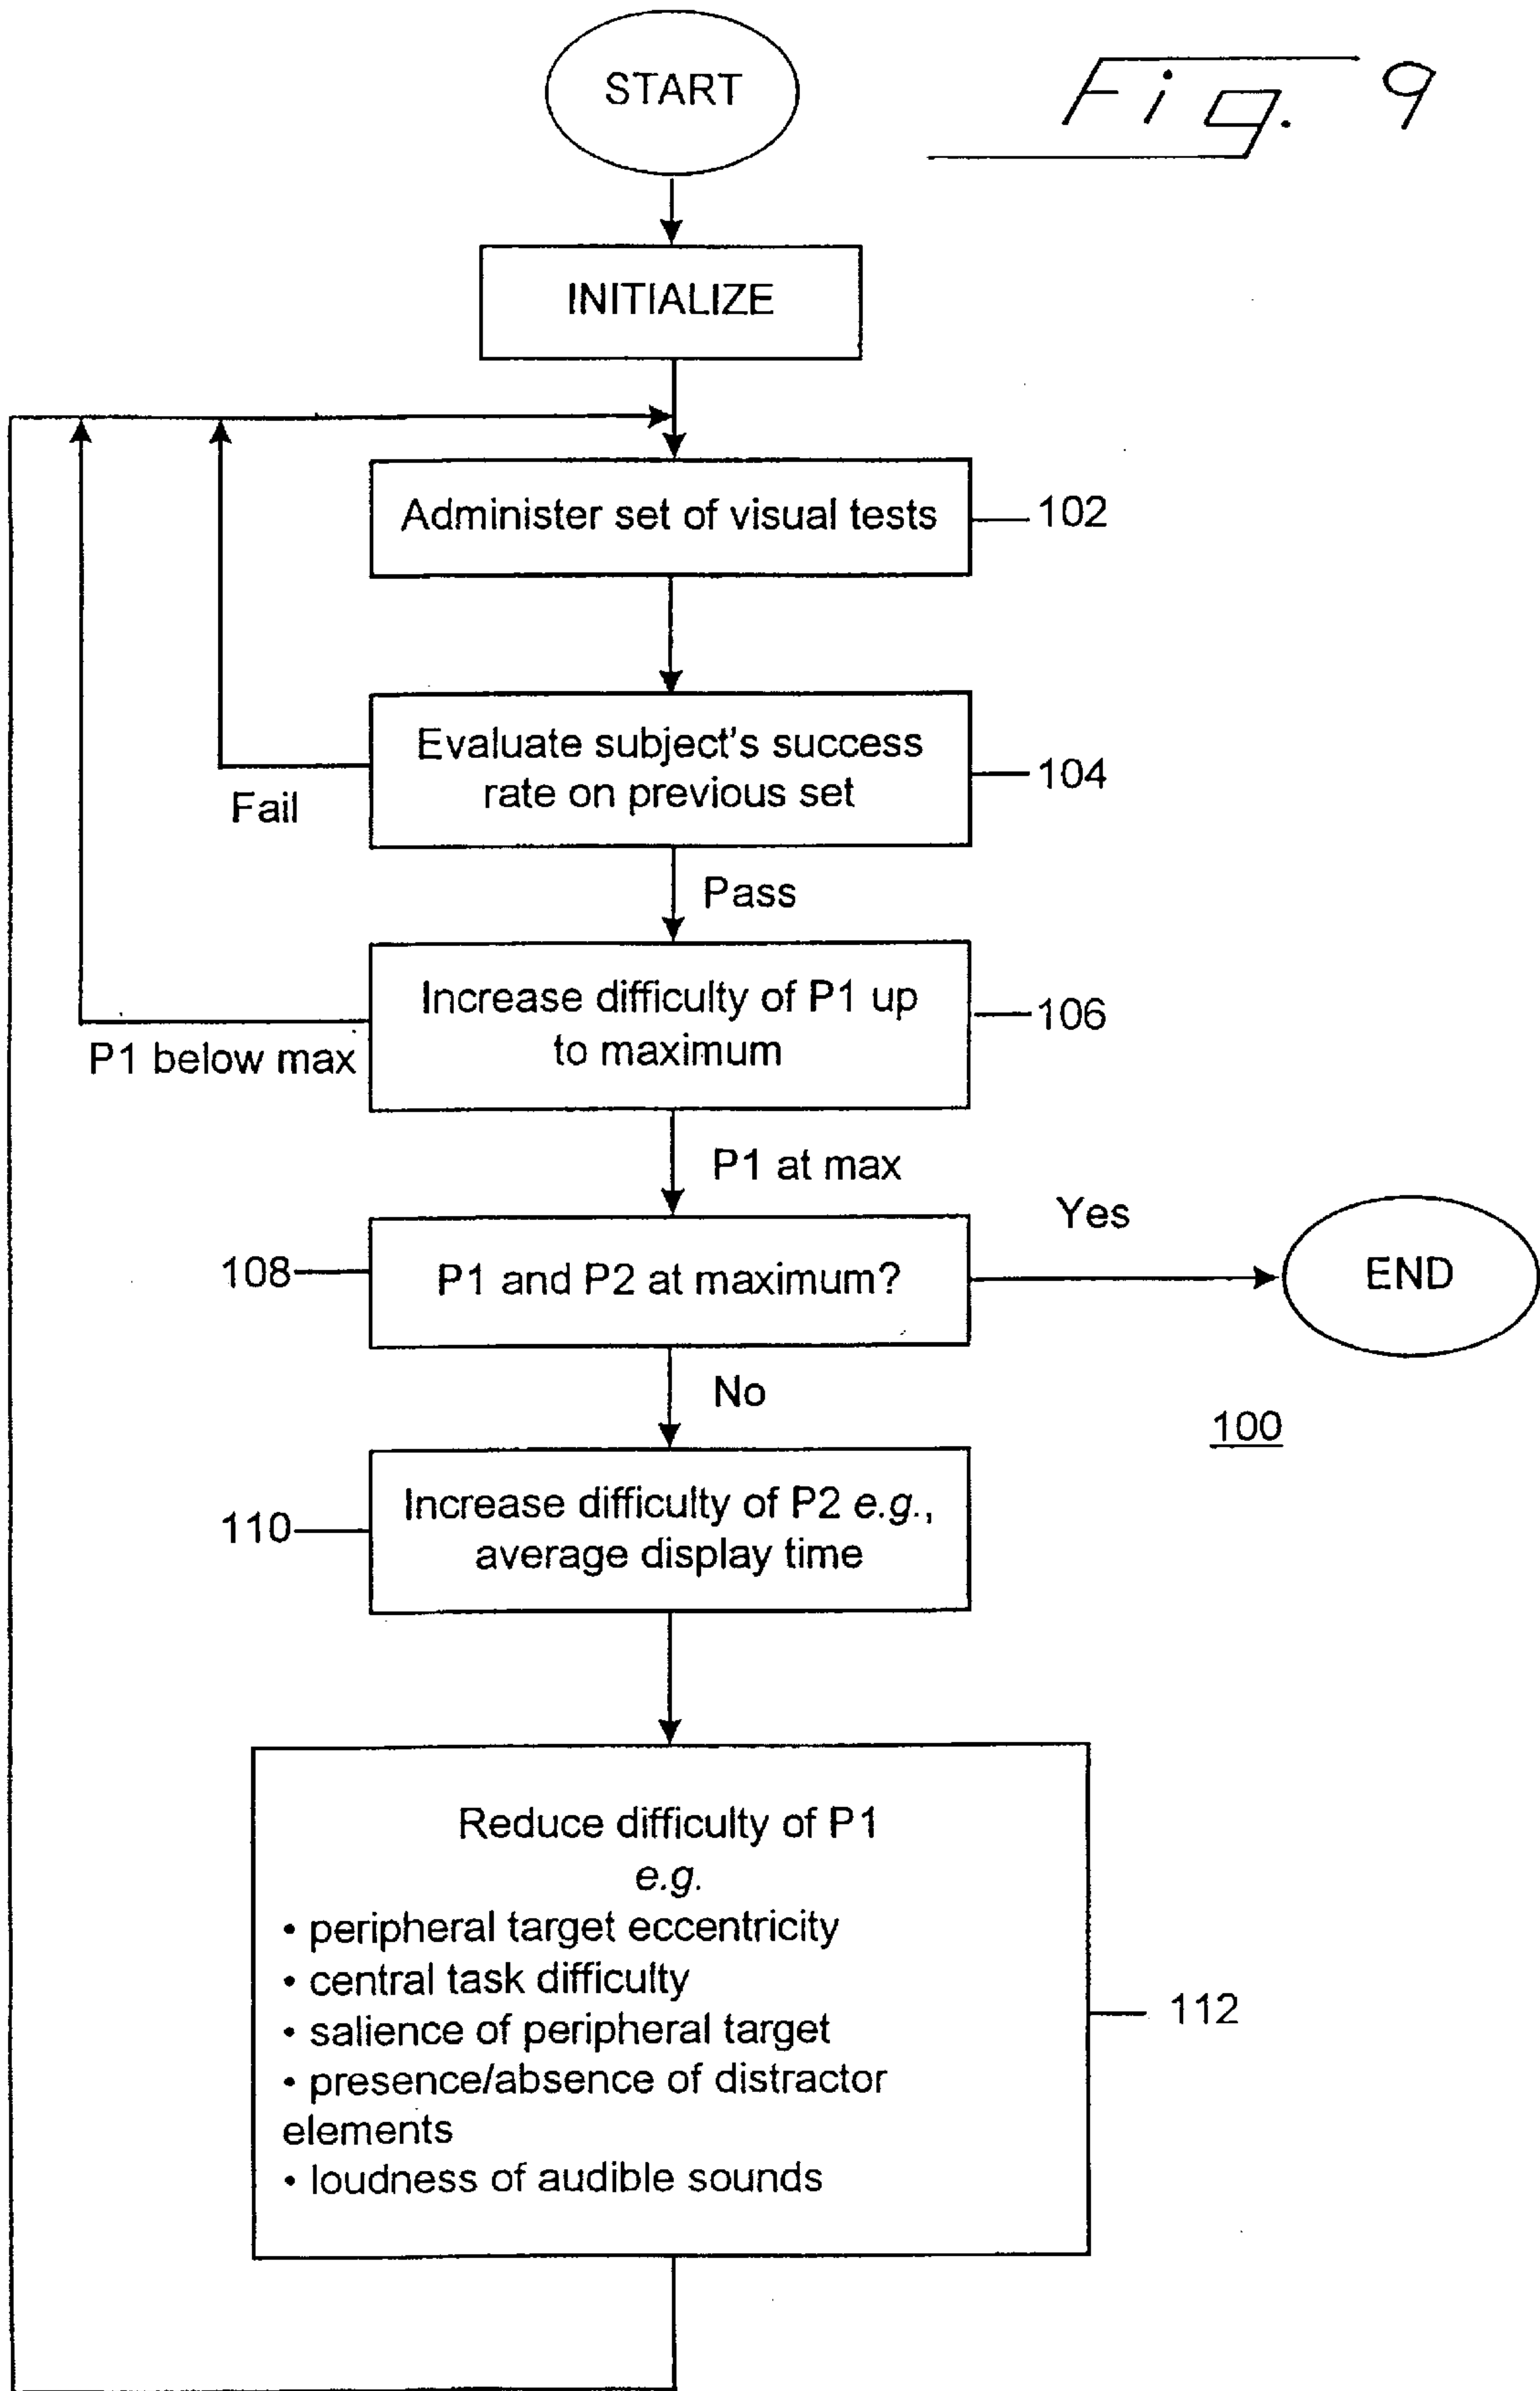 START
Fig. 9
INITIALIZE
Administer set of visual tests
102
Evaluate subject's success
rate on previous set
104
Fail
Pass
Increase difficulty of P1 up
to maximum
106
P1 below max
P1 at max
108
P1 and P2 at maximum?
Yes
END
No
100
110
Increase difficulty of P2 e.g.,
average display time
Reduce difficulty of P1
e.g.
• peripheral target eccentricity
• central task difficulty
• salience of peripheral target
• presence/absence of distractor
elements
• loudness of audible sounds
112